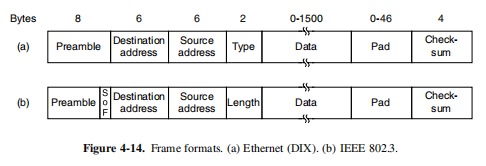 Bytes 8 6 6 2 0-1500 0-46 4
(a) Preamble Destination address Source address Type Data Pad Check-sum
(b) Preamble SoF Destination address Source address Length Data Pad Check-sum
Figure 4-14. Frame formats. (a) Ethernet (DIX). (b) IEEE 802.3.